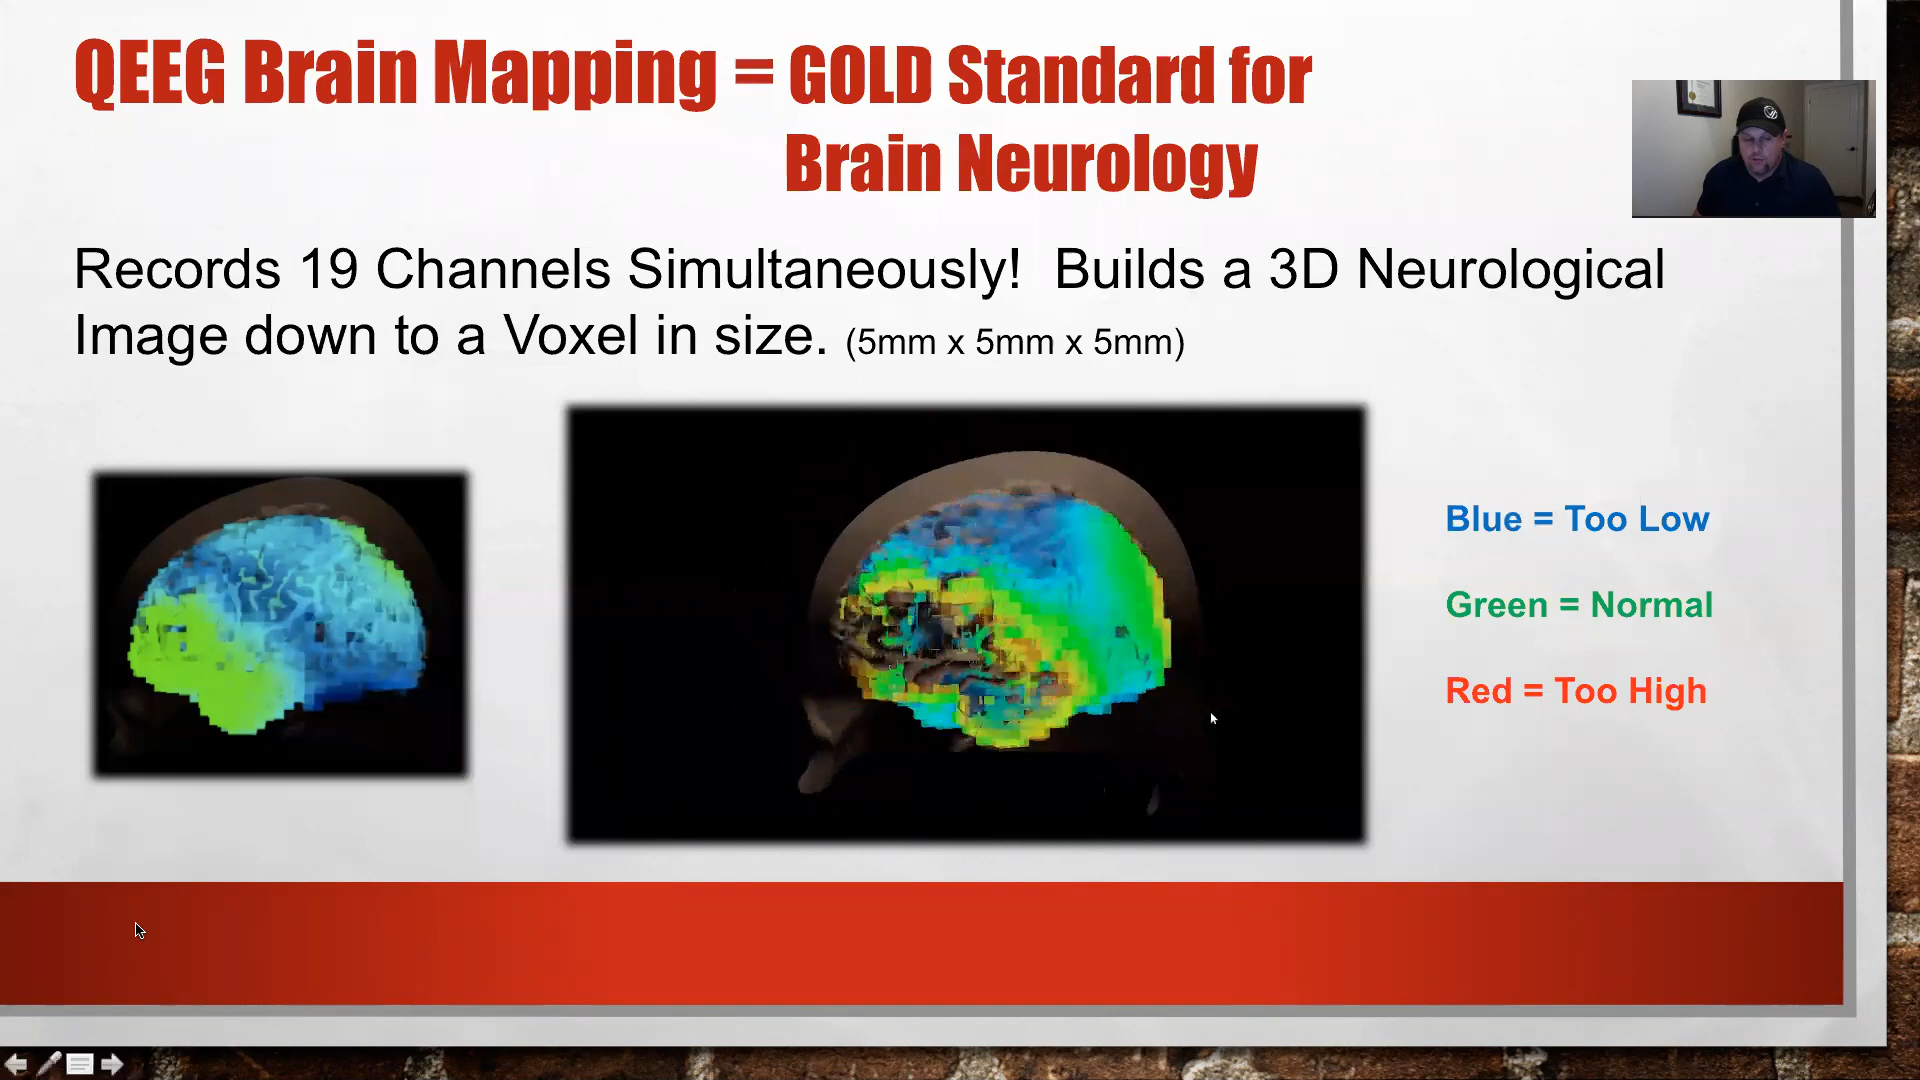 QEEG Brain Mapping = GOLD Standard for
Brain Neurology
Records 19 Channels Simultaneously! Builds a 3D Neurological
Image down to a Voxel in size. (5mm x 5mm x 5mm)
Blue = Too Low
Green = Normal
Red = Too High